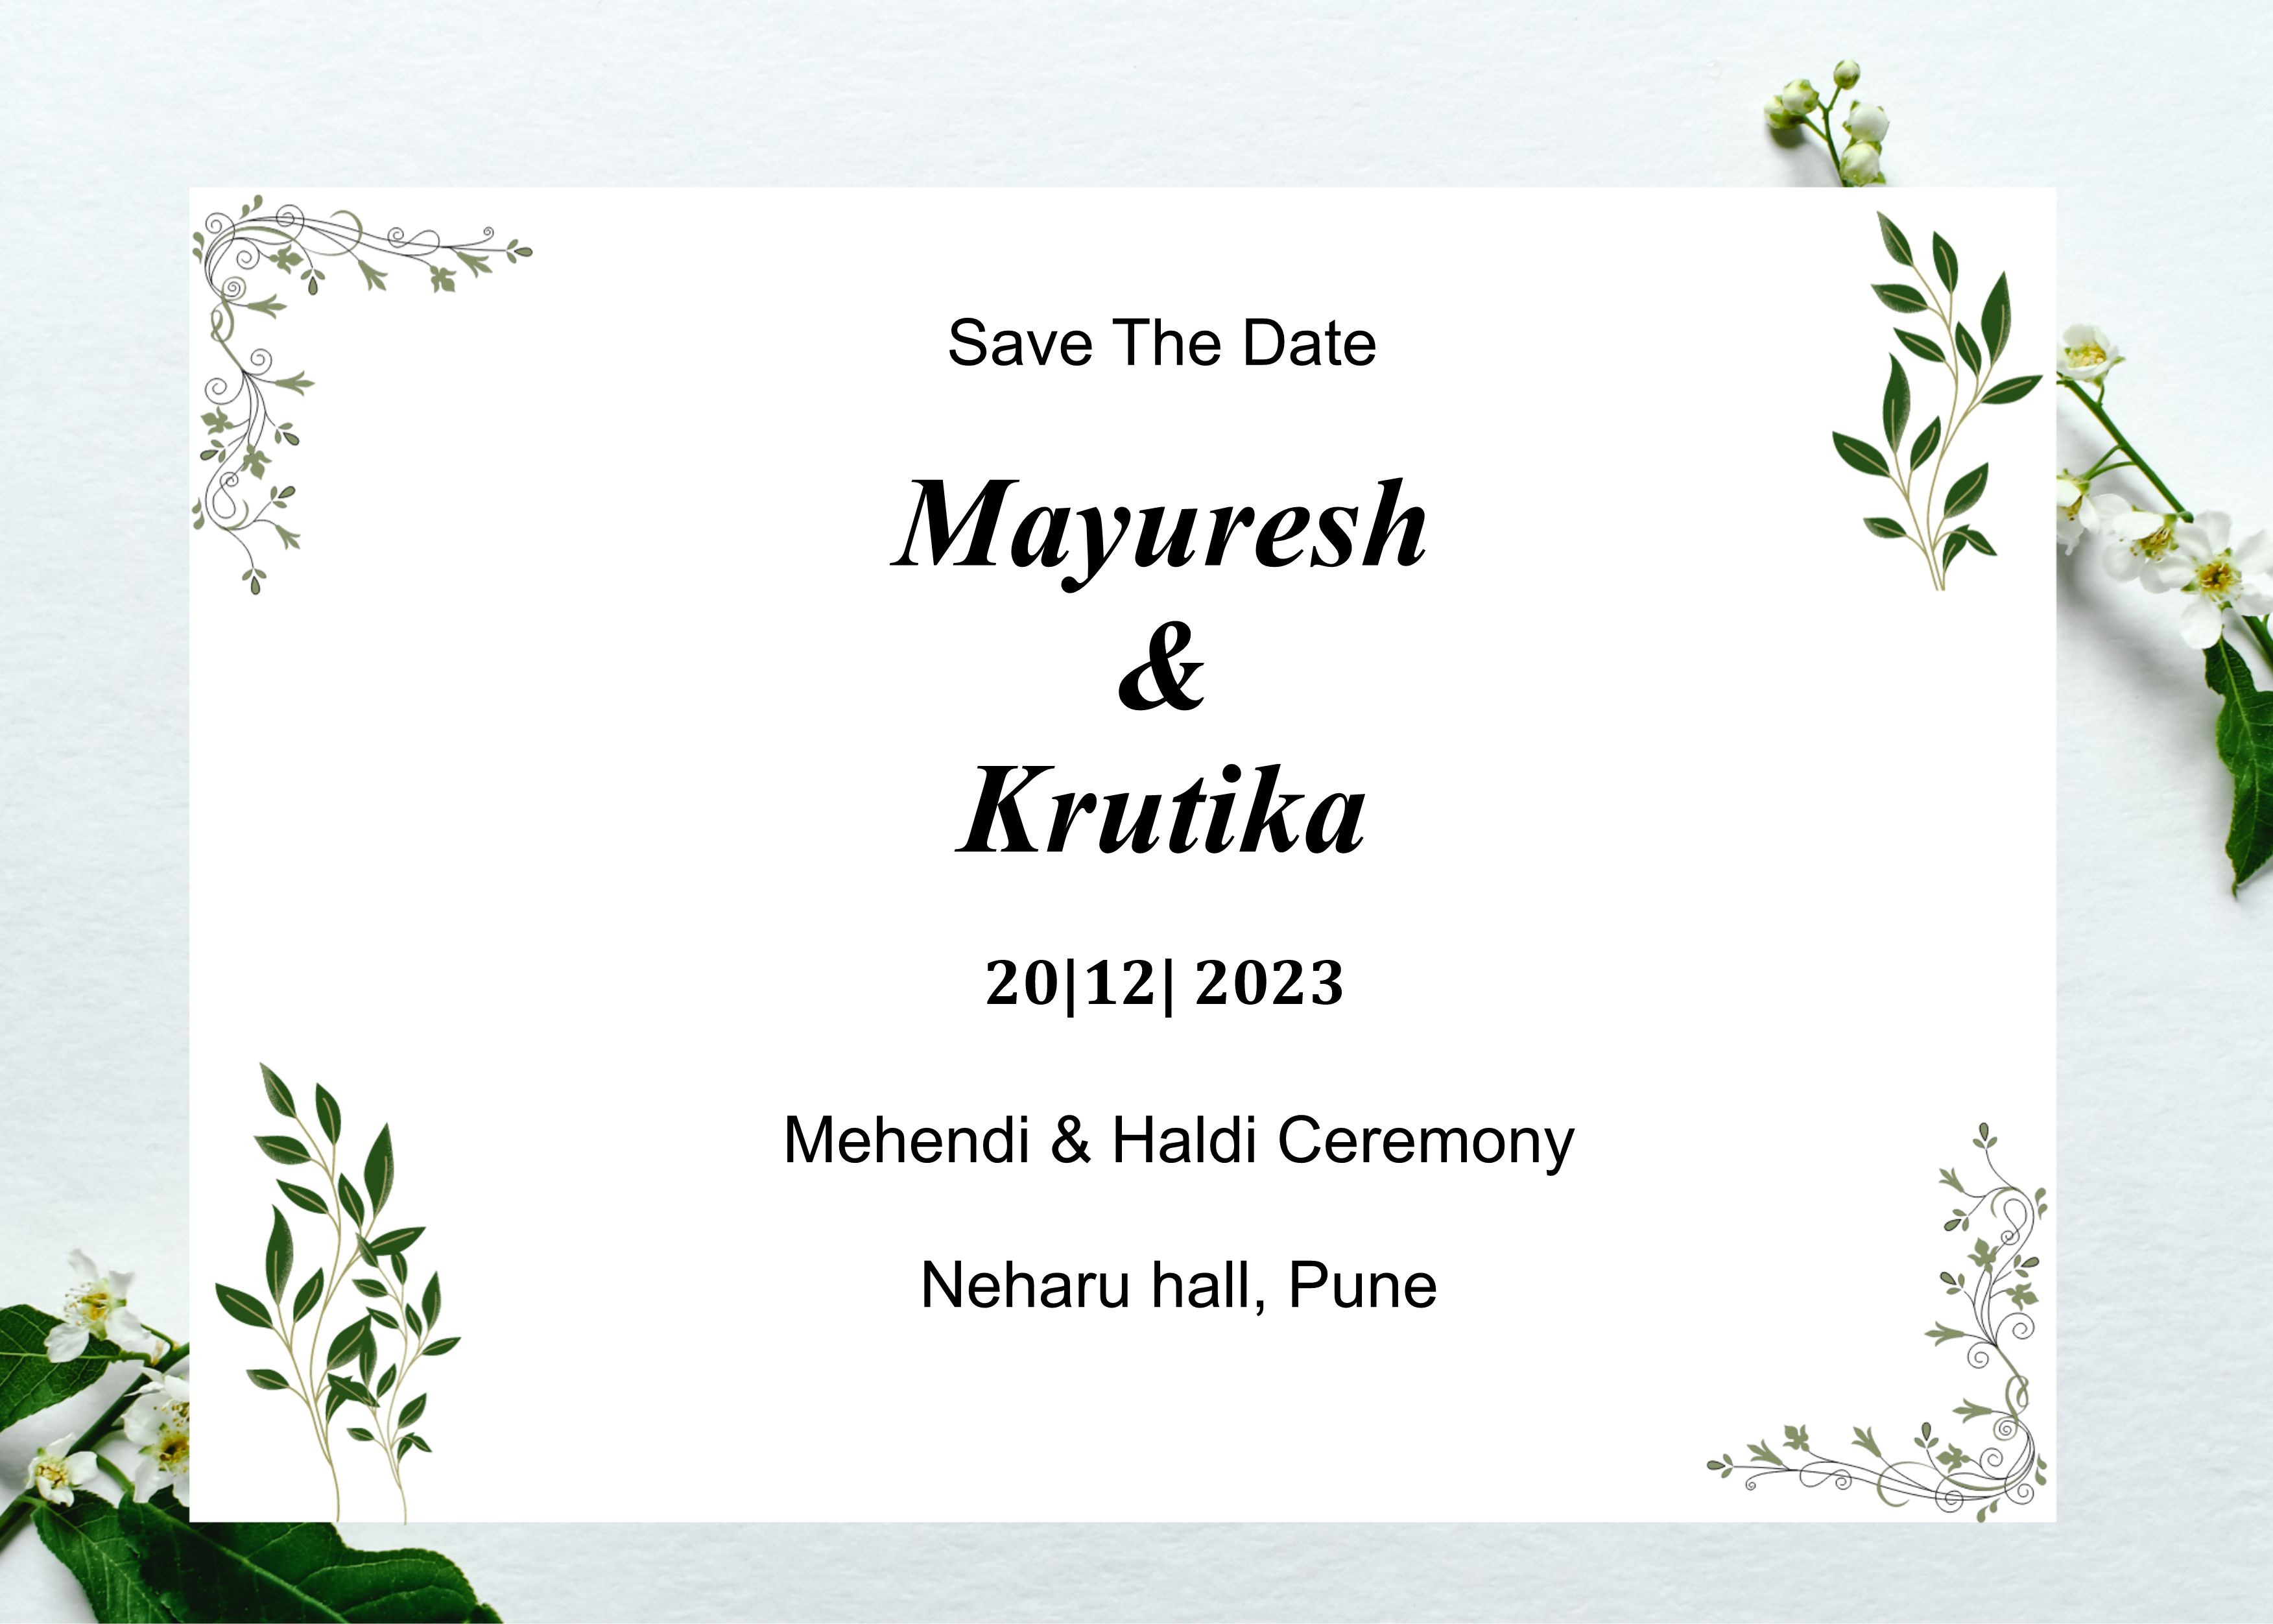 Save The Date
Mayuresh
&
Krutika
20|12| 2023
Mehendi & Haldi Ceremony
Neharu hall, Pune